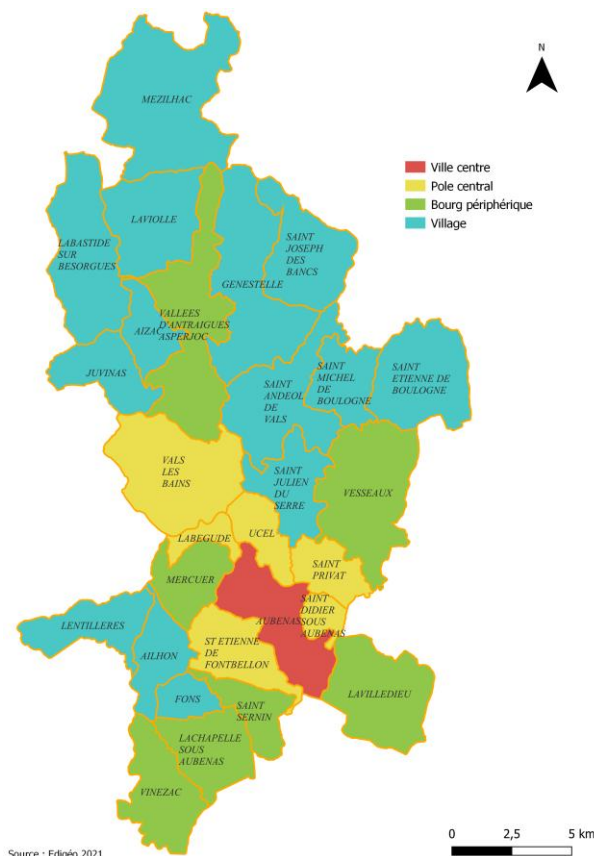 N
MEZILHAC
Ville centre
Pole central
Bourg périphérique
Village
LAVIOLLE
LABASTIDE
SUR
BESORGUES
SAINT
JOSEPH
DES
BANCS
GENESTELLE
VALLEES
D'ANTRAIGUES
ASPERJOC
AIZAC
JUVINAS
SAINT
ANDEOL
DE
VALS
SAINT
MICHEL
DE
BOULOGNE
SAINT
ETIENNE DE
BOULOGNE
VALS
LES
BAINS
SAINT
JULIEN
DU
SERRE
VESSEAUX
UCEL
LABEGUDE
SAINT
PRIVAT
MERCUER
SAINT
DIDIER
SOUS
AUBENAS
AUBENAS
LENTILLERES
AILHON
ST ETIENNE
DE
FONTBELLON
LAVILLEDIEU
FONS
SAINT
SERNIN
LACHAPELLE
SOUS
AUBENAS
VINEZAC
0 2,5 5 km
Source : Edigéo 2021